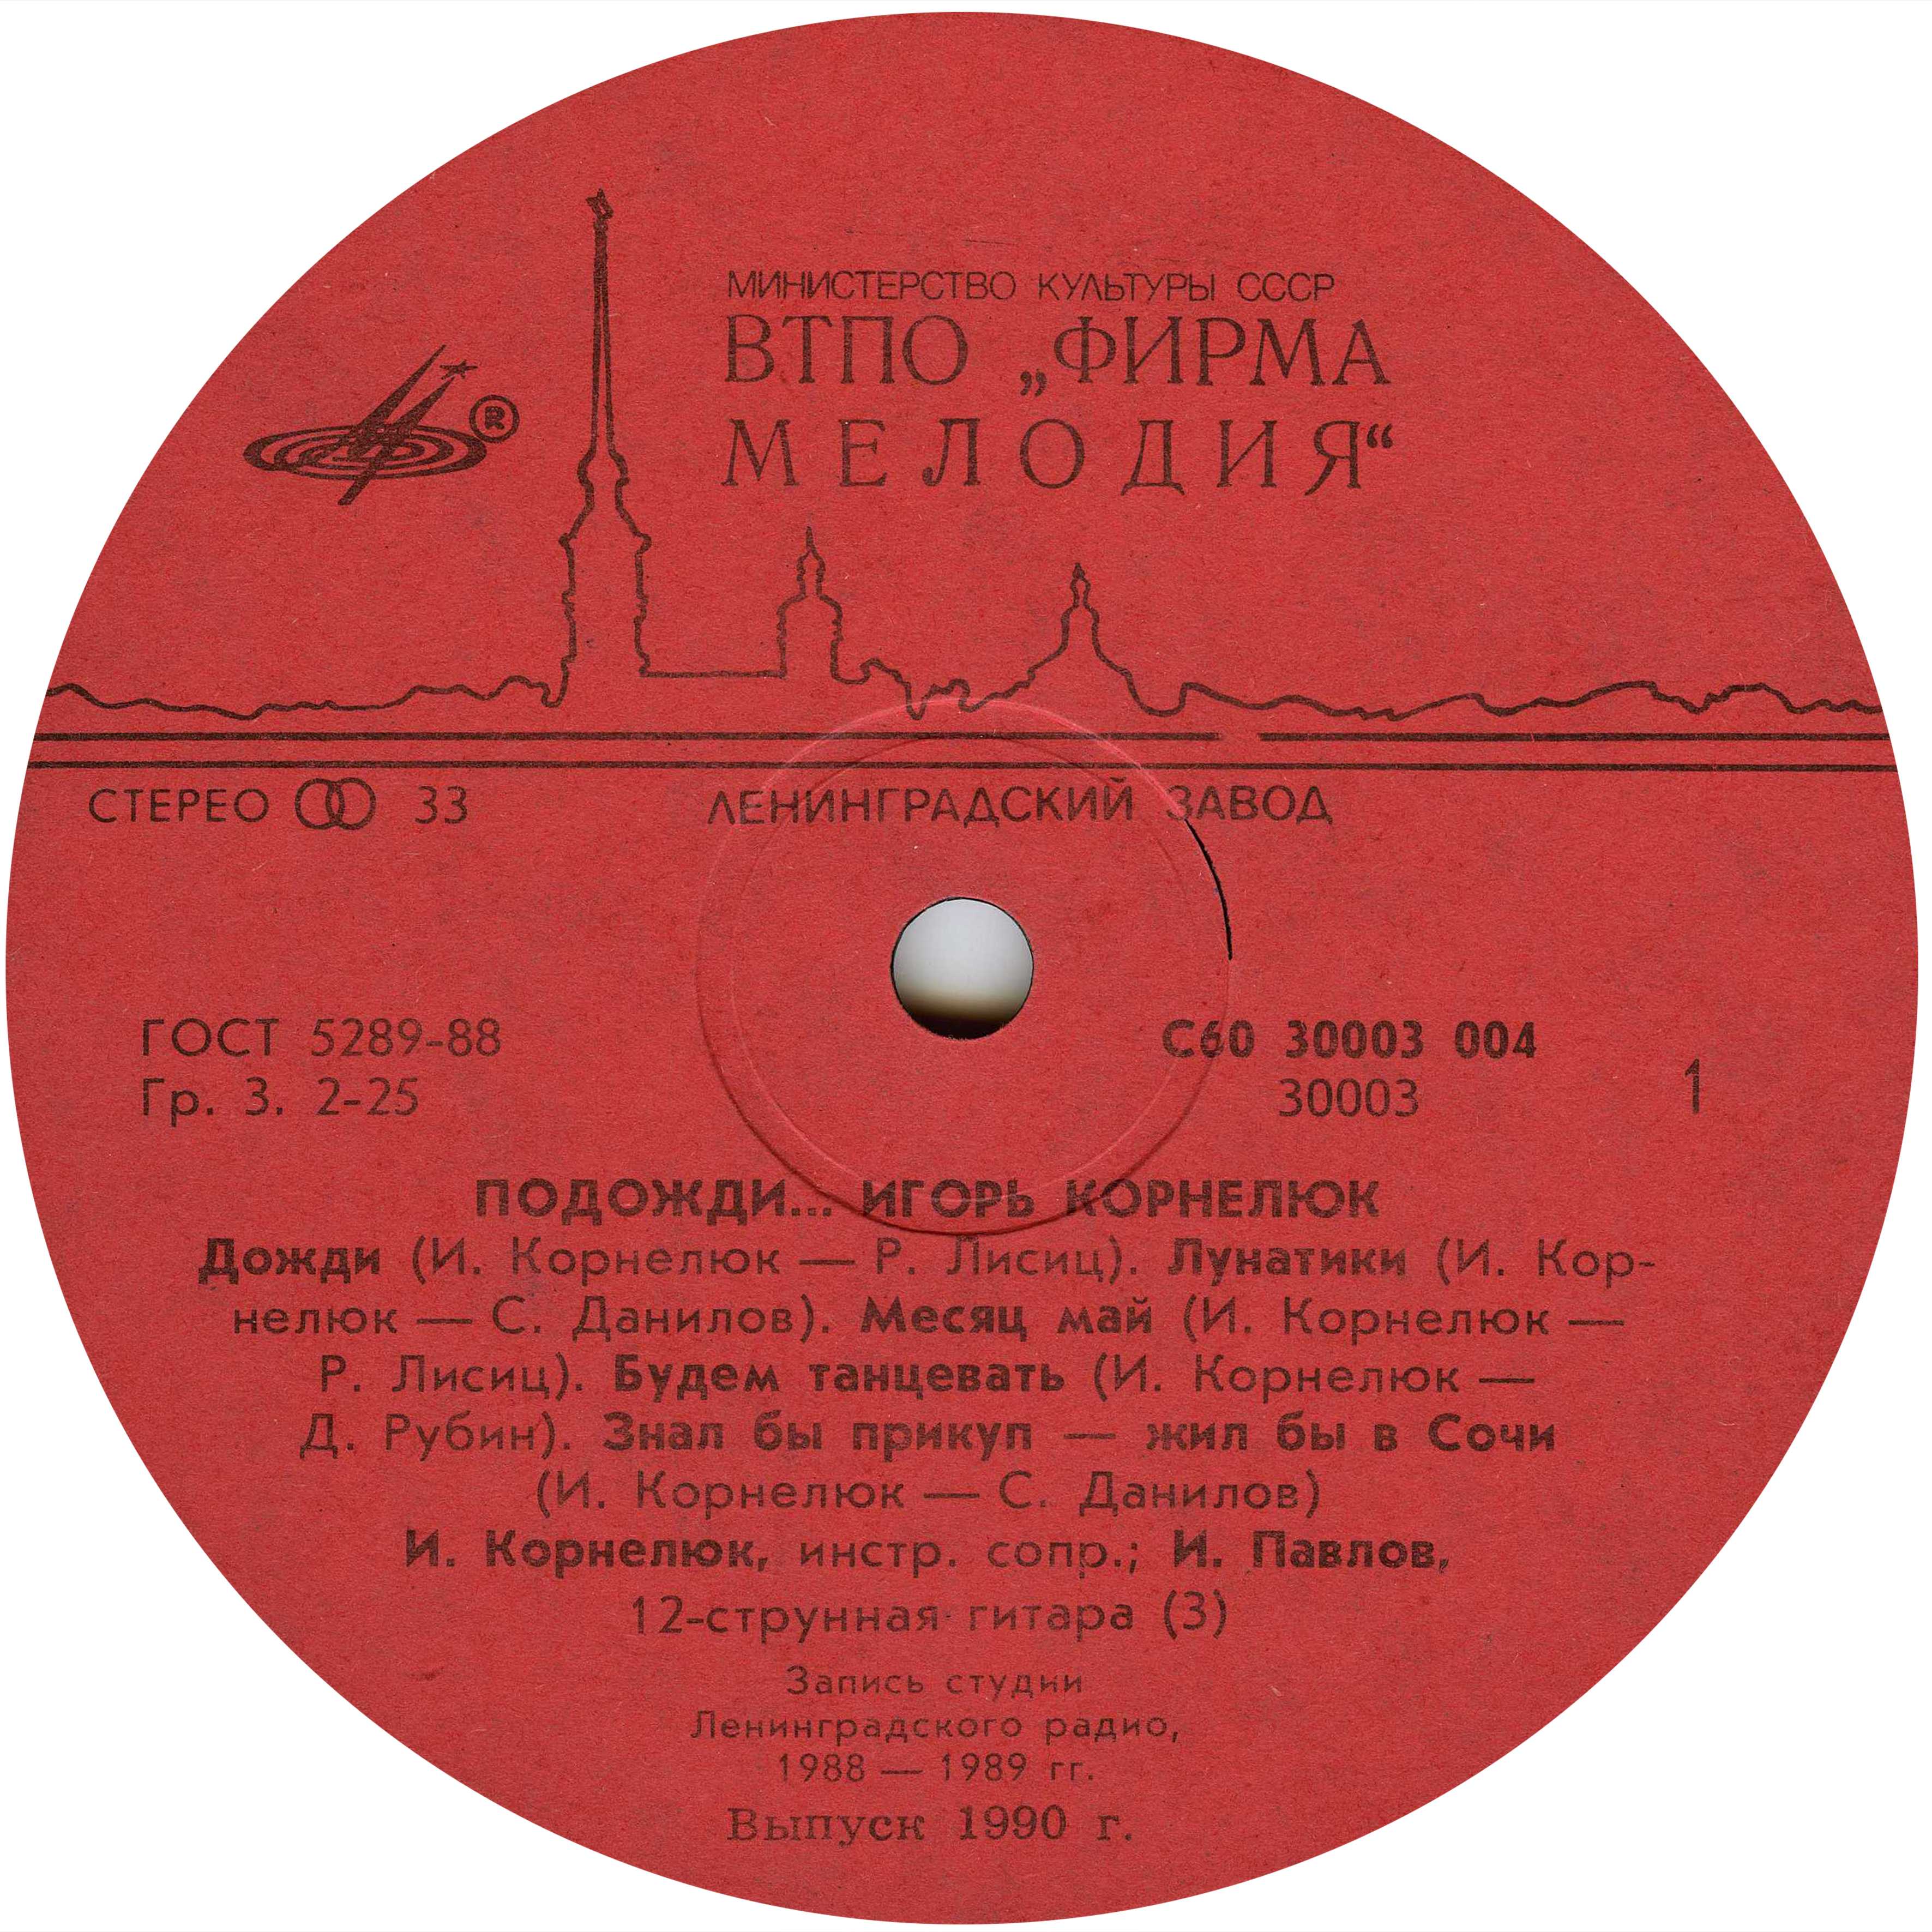 МИНИСТЕРСТВО КУЛЬТУРЫ СССР
ВТПО „ФИРМА
МЕЛОДИЯ“
®
СТЕРЕО 33
ЛЕНИНГРАДСКИЙ ЗАВОД
ГОСТ 5289-88
Гр. 3. 2-25
С60 30003 004
30003
1
ПОДОЖДИ... ИГОРЬ КОРНЕЛЮК
Дожди (И. Корнелюк — Р. Лисиц). Лунатики (И. Кор-
нелюк — С. Данилов). Месяц май (И. Корнелюк —
Р. Лисиц). Будем танцевать (И. Корнелюк —
Д. Рубин). Знал бы прикуп — жил бы в Сочи
(И. Корнелюк — С. Данилов)
И. Корнелюк, инстр. сопр.; И. Павлов,
12-струнная гитара (3)
Запись студии
Ленинградского радио,
1988 — 1989 гг.
Выпуск 1990 г.